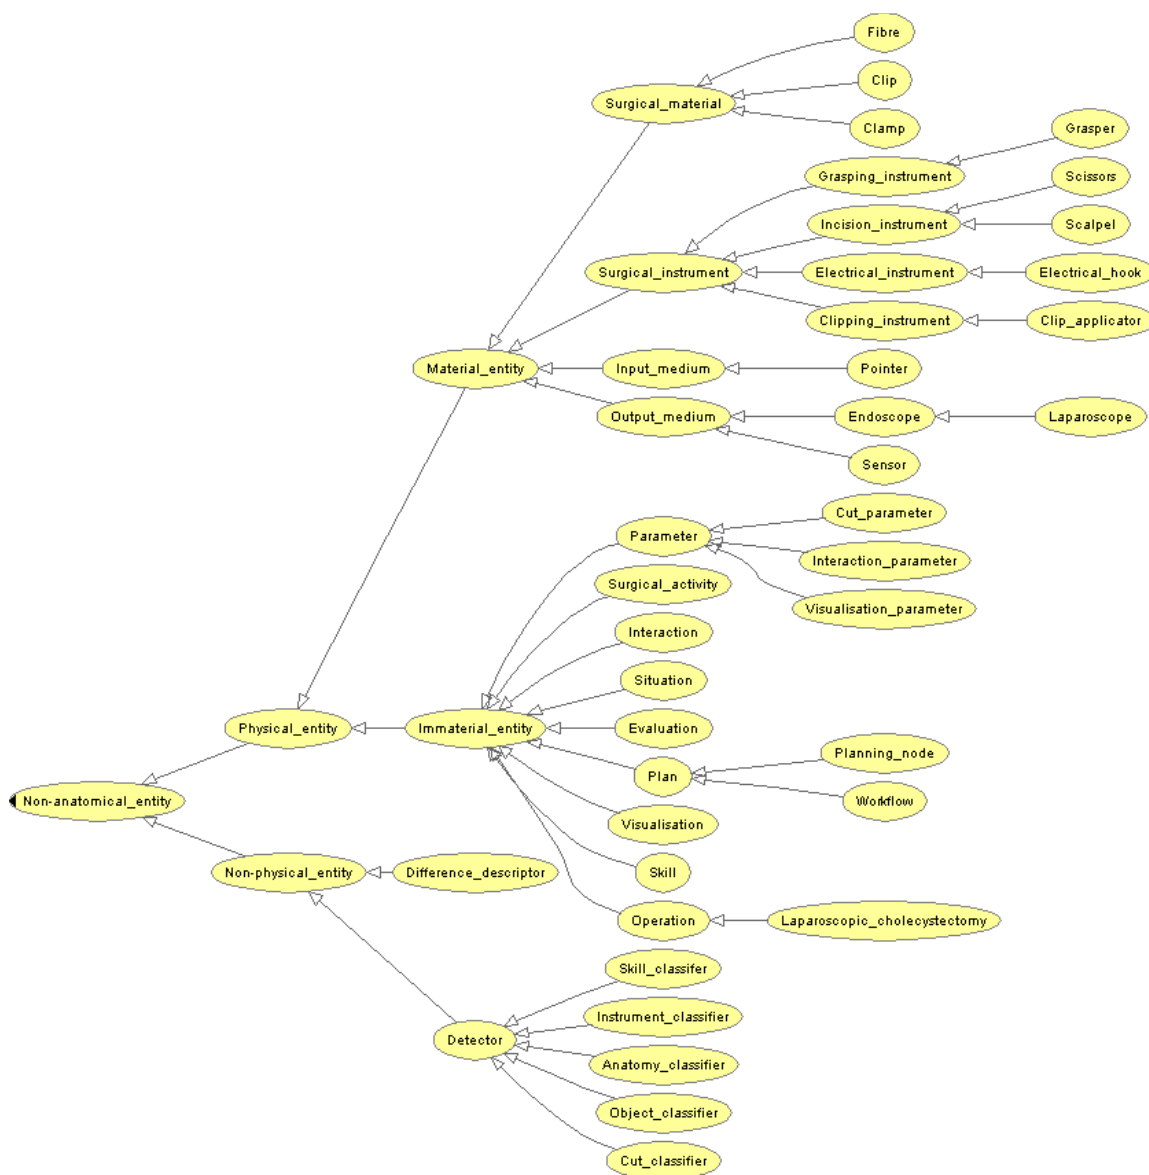 Fibre
Clip
Surgical_material
Clamp
Grasper
Grasping_instrument
Scissors
Incision_instrument
Scalpel
Surgical_instrument
Electrical_instrument
Electrical_hook
Clipping_instrument
Clip_applicator
Material_entity
Input_medium
Pointer
Output_medium
Endoscope
Laparoscope
Sensor
Cut_parameter
Parameter
Interaction_parameter
Surgical_activity
Visualisation_parameter
Interaction
Situation
Physical_entity
Immaterial_entity
Evaluation
Planning_node
Plan
Non-anatomical_entity
Workflow
Visualisation
Non-physical_entity
Difference_descriptor
Skill
Operation
Laparoscopic_cholecystectomy
Skill_classifer
Instrument_classifier
Detector
Anatomy_classifier
Object_classifier
Cut_classifier